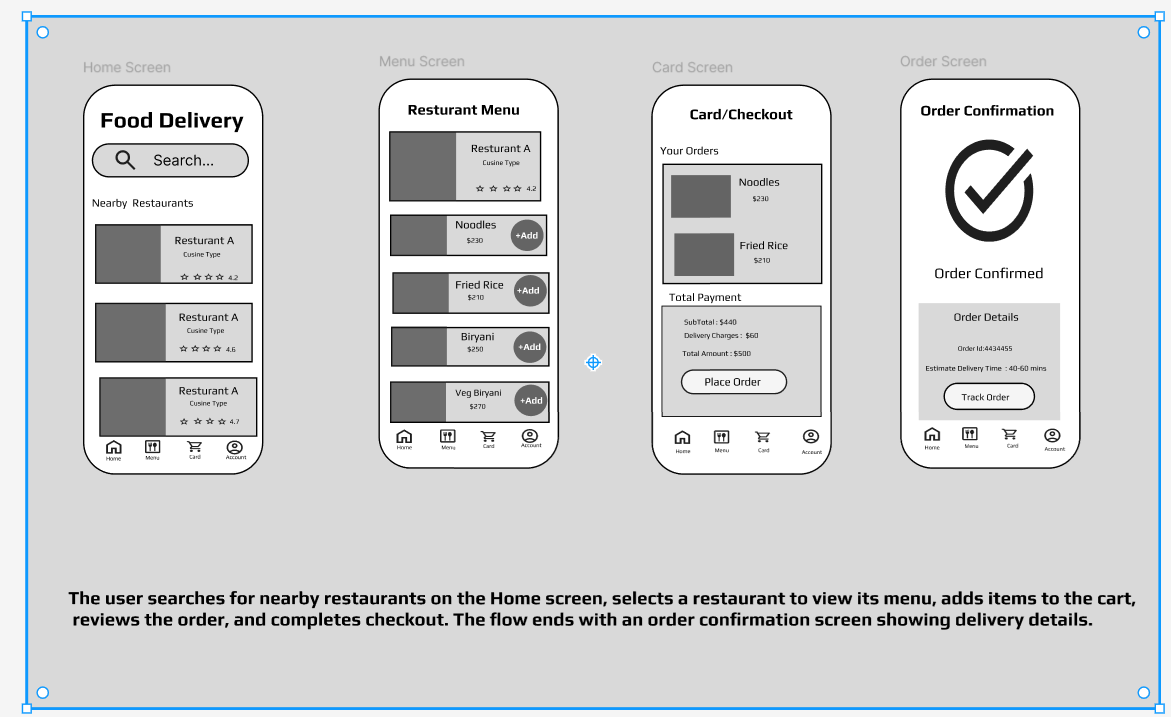 Home Screen
Food Delivery
Search...
Nearby Restaurants
Resturant A
Cusine Type
4.2
Resturant A
Cusine Type
4.6
Resturant A
Cusine Type
4.7
Home
Menu
Card
Account
Menu Screen
Resturant Menu
Resturant A
Cusine Type
4.2
Noodles
$230
+Add
Fried Rice
$210
+Add
Biryani
$250
+Add
Veg Biryani
$270
+Add
Home
Menu
Card
Account
Card Screen
Card/Checkout
Your Orders
Noodles
$230
Fried Rice
$210
Total Payment
SubTotal : $440
Delivery Charges : $60
Total Amount : $500
Place Order
Home
Menu
Card
Account
Order Screen
Order Confirmation
Order Confirmed
Order Details
Order Id:4434455
Estimate Delivery Time : 40-60 mins
Track Order
Home
Menu
Card
Account
The user searches for nearby restaurants on the Home screen, selects a restaurant to view its menu, adds items to the cart,
reviews the order, and completes checkout. The flow ends with an order confirmation screen showing delivery details.